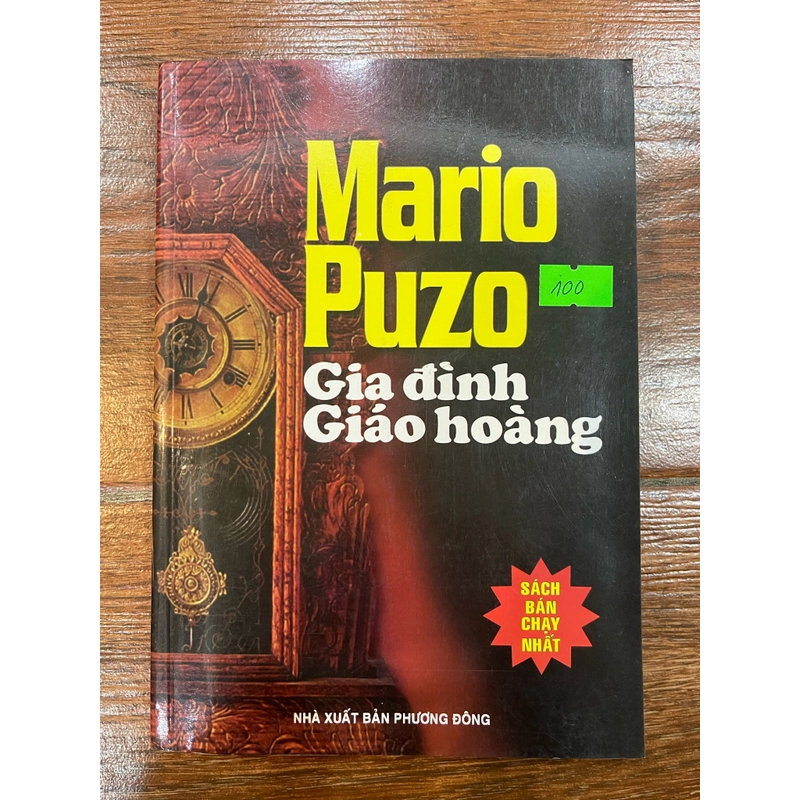 Mario
Puzo
100
Gia đình
Giáo hoàng
SÁCH
BÁN
CHẠY
NHẤT
NHÀ XUẤT BẢN PHƯƠNG ĐÔNG